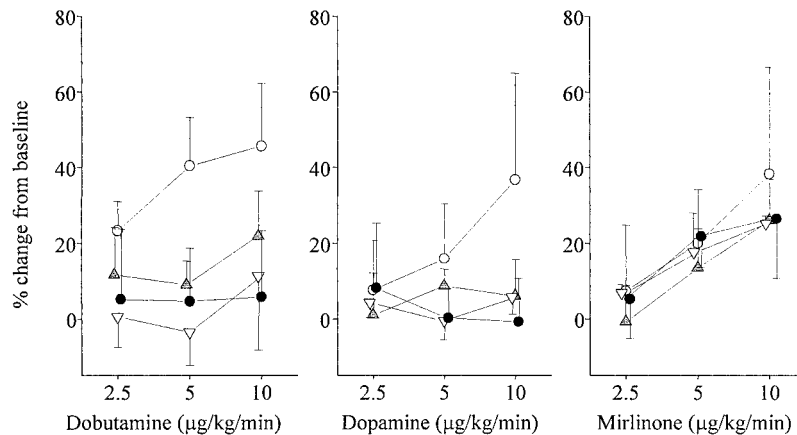 % change from baseline
80
60
40
20
0
2.5 5 10
Dobutamine (μg/kg/min)
80
60
40
20
0
2.5 5 10
Dopamine (μg/kg/min)
80
60
40
20
0
2.5 5 10
Mirlinone (μg/kg/min)